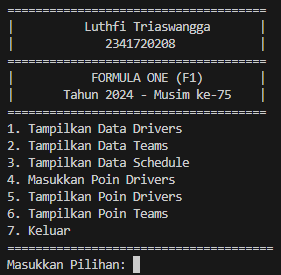 =====================================
|          Luthfi Triaswangga       |
|             2341720208            |
=====================================
|           FORMULA ONE (F1)        |
|       Tahun 2024 - Musim ke-75    |
=====================================
1. Tampilkan Data Drivers
2. Tampilkan Data Teams
3. Tampilkan Data Schedule
4. Masukkan Poin Drivers
5. Tampilkan Poin Drivers
6. Tampilkan Poin Teams
7. Keluar
======================================
Masukkan Pilihan: